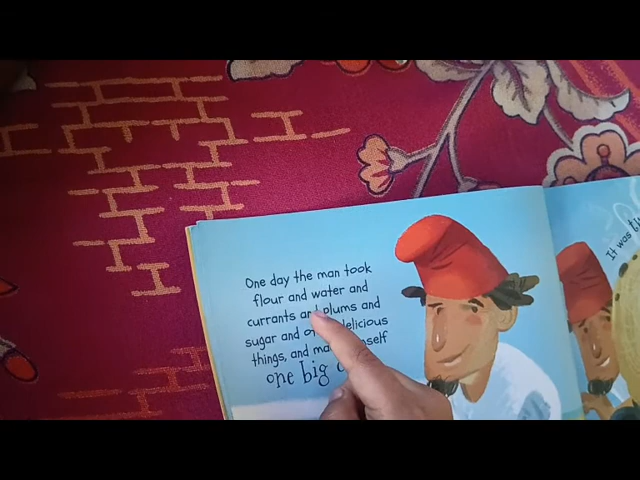 One day the man took
flour and water and
currants and plums and
sugar and delicious
things, and
one big
It was